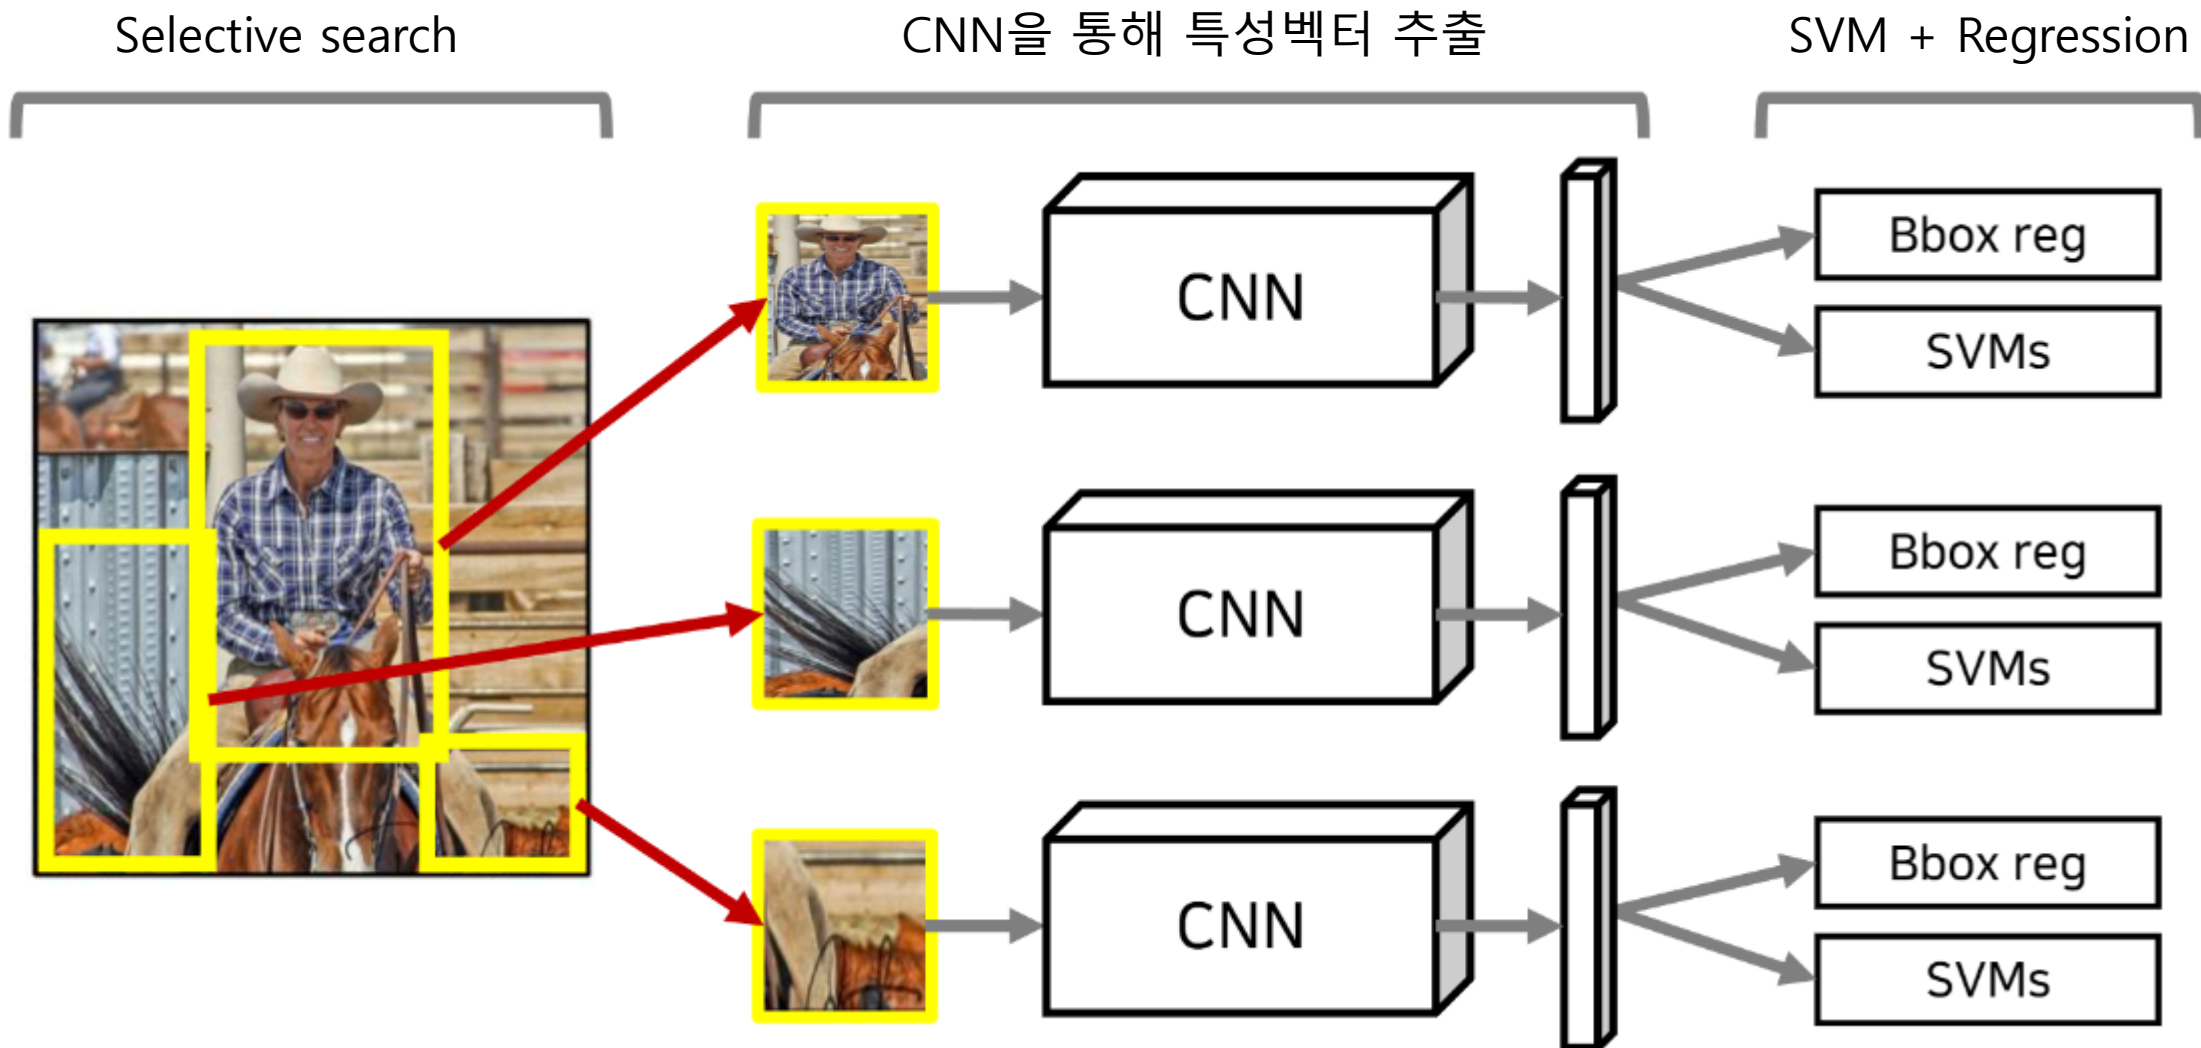 Selective search
CNN을 통해 특성벡터 추출
SVM + Regression
CNN
Bbox reg
SVMs
CNN
Bbox reg
SVMs
CNN
Bbox reg
SVMs